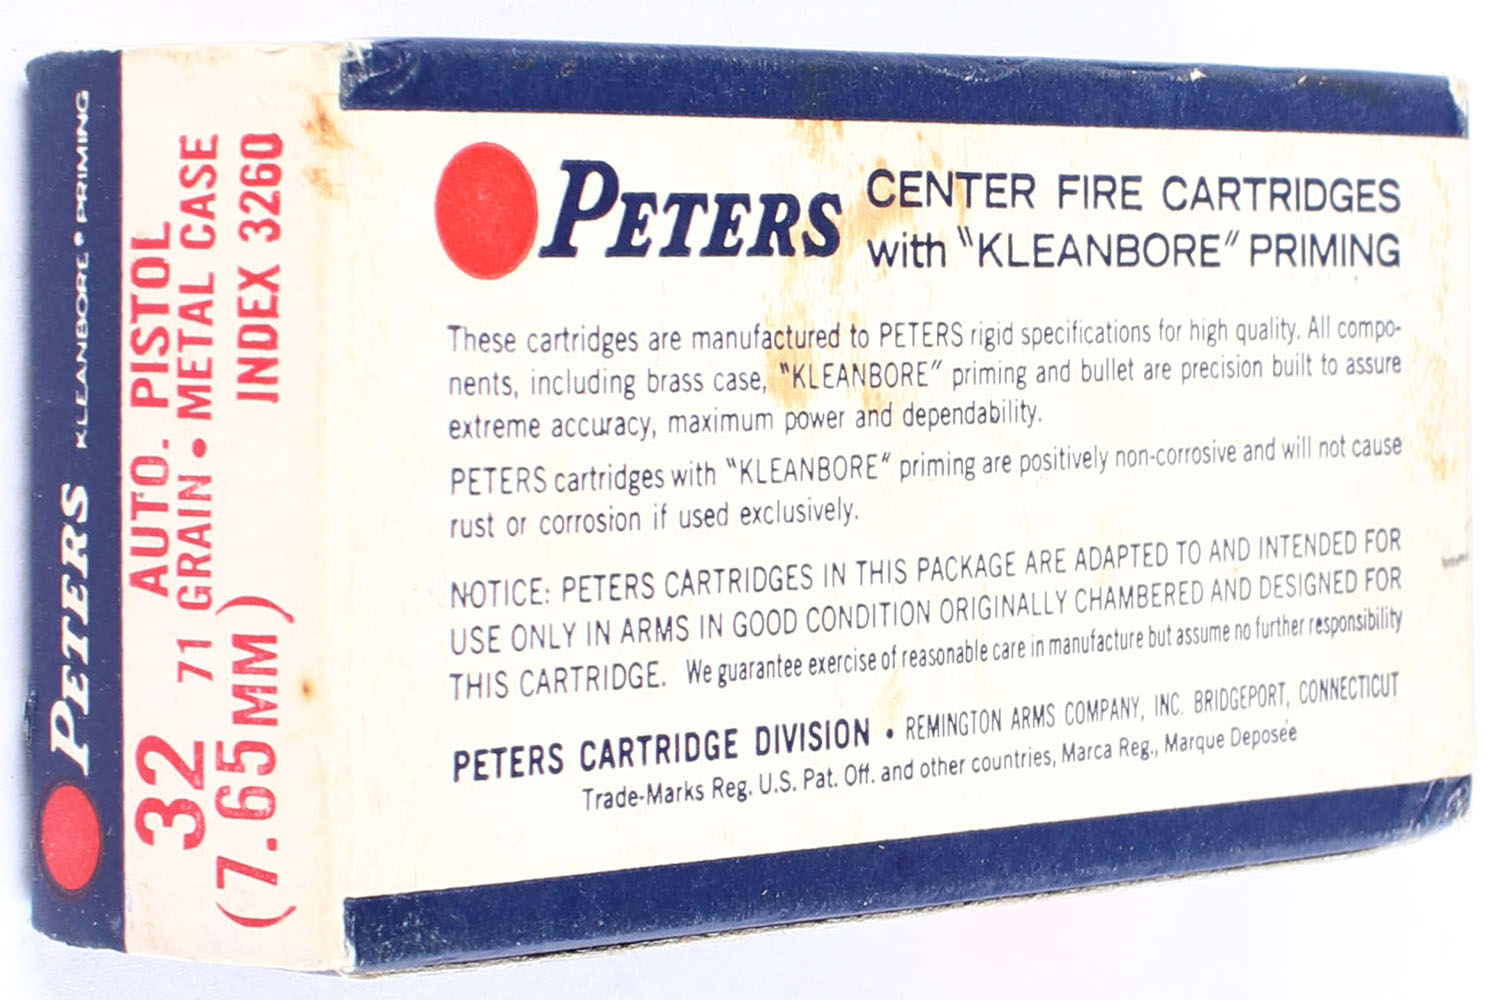 PETERS KLEANBORE • PRIMING
32 AUTO. PISTOL
71 GRAIN • METAL CASE
(7.65MM) INDEX 3260
PETERS
CENTER FIRE CARTRIDGES
with "KLEANBORE" PRIMING
These cartridges are manufactured to PETERS rigid specifications for high quality. All compo-
nents, including brass case, "KLEANBORE" priming and bullet are precision built to assure
extreme accuracy, maximum power and dependability.
PETERS cartridges with "KLEANBORE" priming are positively non-corrosive and will not cause
rust or corrosion if used exclusively.
NOTICE: PETERS CARTRIDGES IN THIS PACKAGE ARE ADAPTED TO AND INTENDED FOR
USE ONLY IN ARMS IN GOOD CONDITION ORIGINALLY CHAMBERED AND DESIGNED FOR
THIS CARTRIDGE. We guarantee exercise of reasonable care in manufacture but assume no further responsibility
PETERS CARTRIDGE DIVISION • REMINGTON ARMS COMPANY, INC. BRIDGEPORT, CONNECTICUT
Trade-Marks Reg. U.S. Pat. Off. and other countries, Marca Reg., Marque Deposée